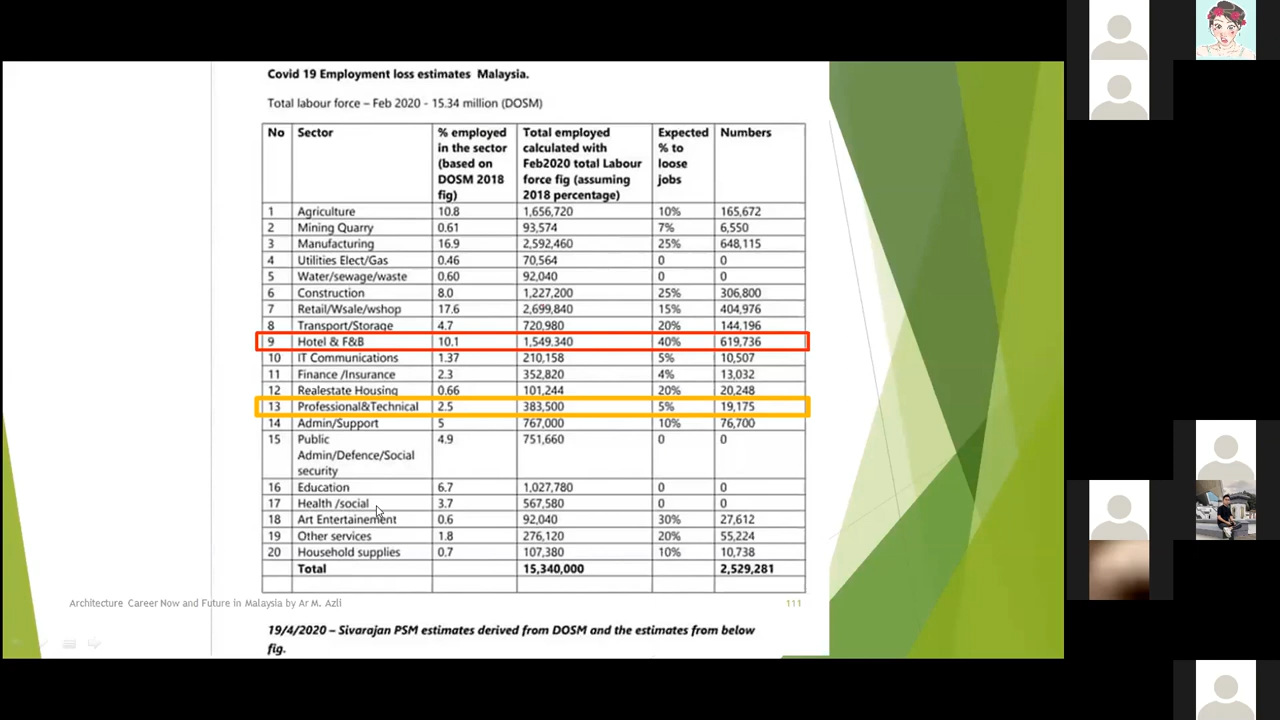 Covid 19 Employment loss estimates Malaysia.
Total labour force – Feb 2020 - 15.34 million (DOSM)
No Sector % employed in the sector (based on DOSM 2018 fig) Total employed calculated with Feb2020 total Labour force fig (assuming 2018 percentage) Expected % to loose jobs Numbers
1 Agriculture 10.8 1,656,720 10% 165,672
2 Mining Quarry 0.61 93,574 7% 6,550
3 Manufacturing 16.9 2,592,460 25% 648,115
4 Utilities Elect/Gas 0.46 70,564 0 0
5 Water/sewage/waste 0.60 92,040 0 0
6 Construction 8.0 1,227,200 25% 306,800
7 Retail/Wsale/wshop 17.6 2,699,840 15% 404,976
8 Transport/Storage 4.7 720,980 20% 144,196
9 Hotel & F&B 10.1 1,549.340 40% 619,736
10 IT Communications 1.37 210,158 5% 10,507
11 Finance /Insurance 2.3 352,820 4% 13,032
12 Realestate Housing 0.66 101,244 20% 20,248
13 Professional&Technical 2.5 383,500 5% 19,175
14 Admin/Support 5 767,000 10% 76,700
15 Public Admin/Defence/Social security 4.9 751,660 0 0
16 Education 6.7 1,027,780 0 0
17 Health /social 3.7 567,580 0 0
18 Art Entertainement 0.6 92,040 30% 27,612
19 Other services 1.8 276,120 20% 55,224
20 Household supplies 0.7 107,380 10% 10,738
Total 15,340,000 2,529,281
Architecture Career Now and Future in Malaysia by Ar M. Azli 111
19/4/2020 – Sivarajan PSM estimates derived from DOSM and the estimates from below
fig.